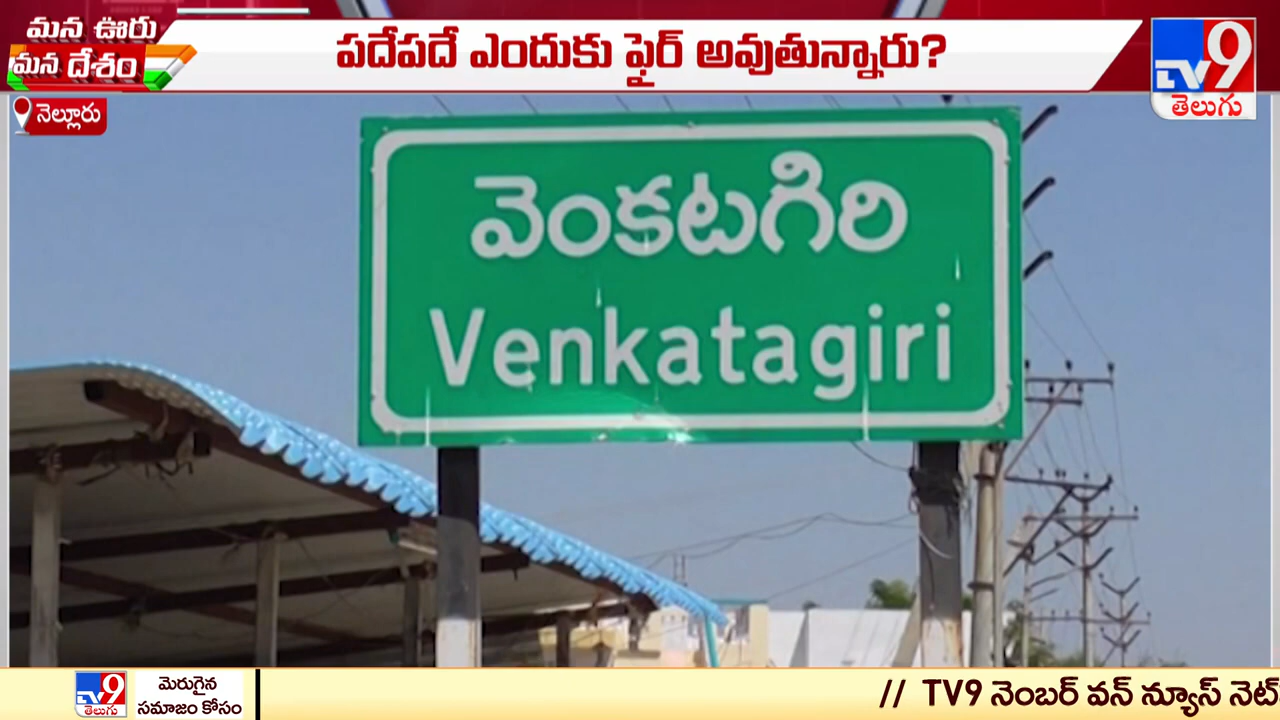 మన ఊరు
మన దేశం
పదేపదే ఎందుకు ఫైర్ అవుతున్నారు?
TV9
తెలుగు
నెల్లూరు
వెంకటగిరి
Venkatagiri
TV9
తెలుగు
మెరుగైన
సమాజం కోసం
// TV9 నెంబర్ వన్ న్యూస్ నెట్